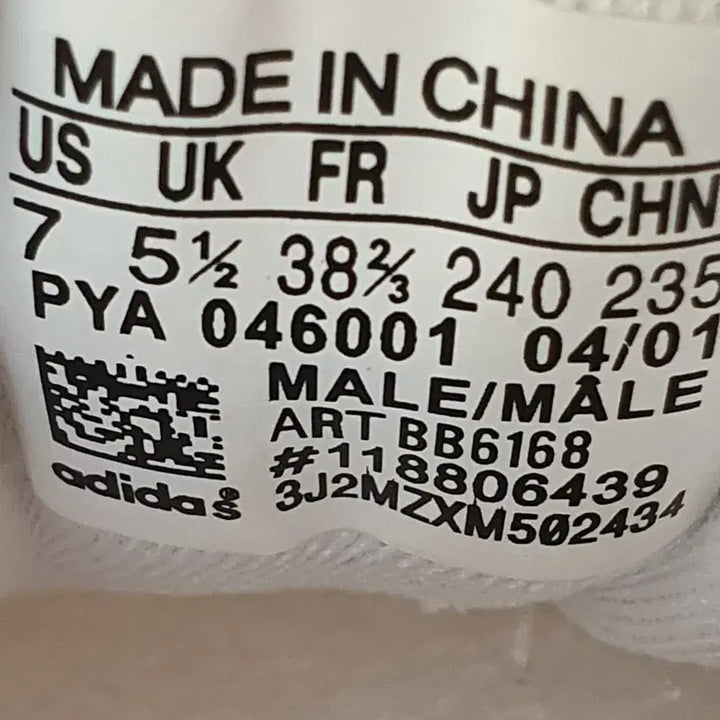 MADE IN CHINA
US UK FR JP CHN
7 5½ 38⅔ 240 235
PYA 046001 04/01
MALE/MÂLE
ART BB6168
#118806439
3J2MZXM502434
adidas